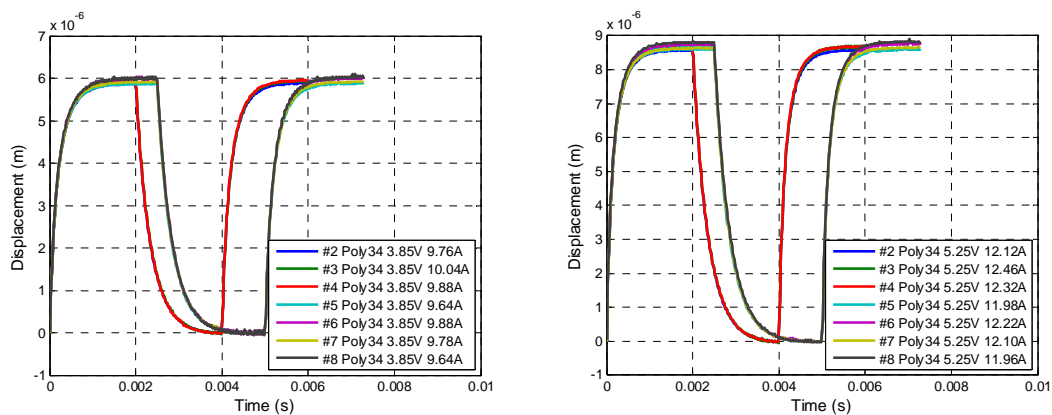 x 10^-6
7
6
5
4
3
2
1
0
-1
Displacement (m)
0
0.002
0.004
0.006
0.008
0.01
Time (s)
#2 Poly34 3.85V 9.76A
#3 Poly34 3.85V 10.04A
#4 Poly34 3.85V 9.88A
#5 Poly34 3.85V 9.64A
#6 Poly34 3.85V 9.88A
#7 Poly34 3.85V 9.78A
#8 Poly34 3.85V 9.64A
x 10^-6
9
8
7
6
5
4
3
2
1
0
-1
Displacement (m)
0
0.002
0.004
0.006
0.008
0.01
Time (s)
#2 Poly34 5.25V 12.12A
#3 Poly34 5.25V 12.46A
#4 Poly34 5.25V 12.32A
#5 Poly34 5.25V 11.98A
#6 Poly34 5.25V 12.22A
#7 Poly34 5.25V 12.10A
#8 Poly34 5.25V 11.96A